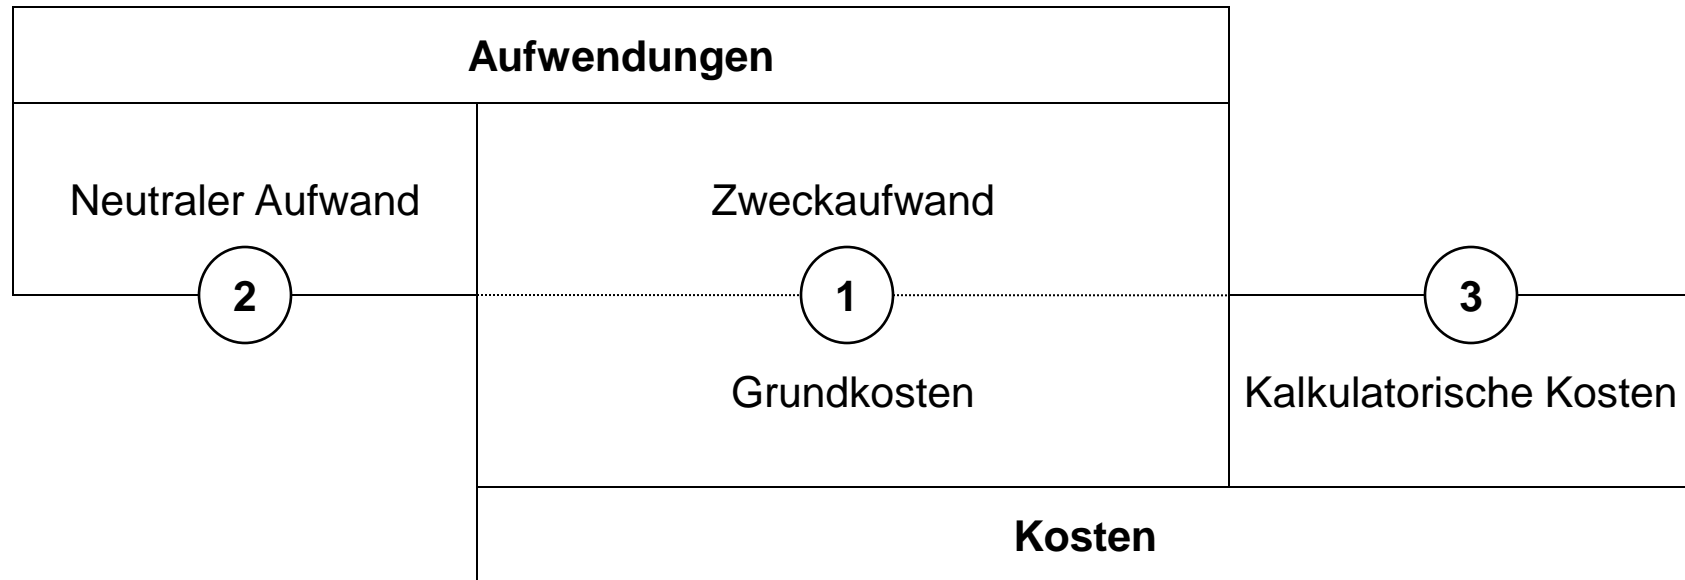 Aufwendungen
Neutraler Aufwand
Zweckaufwand
2
1
3
Grundkosten
Kalkulatorische Kosten
Kosten